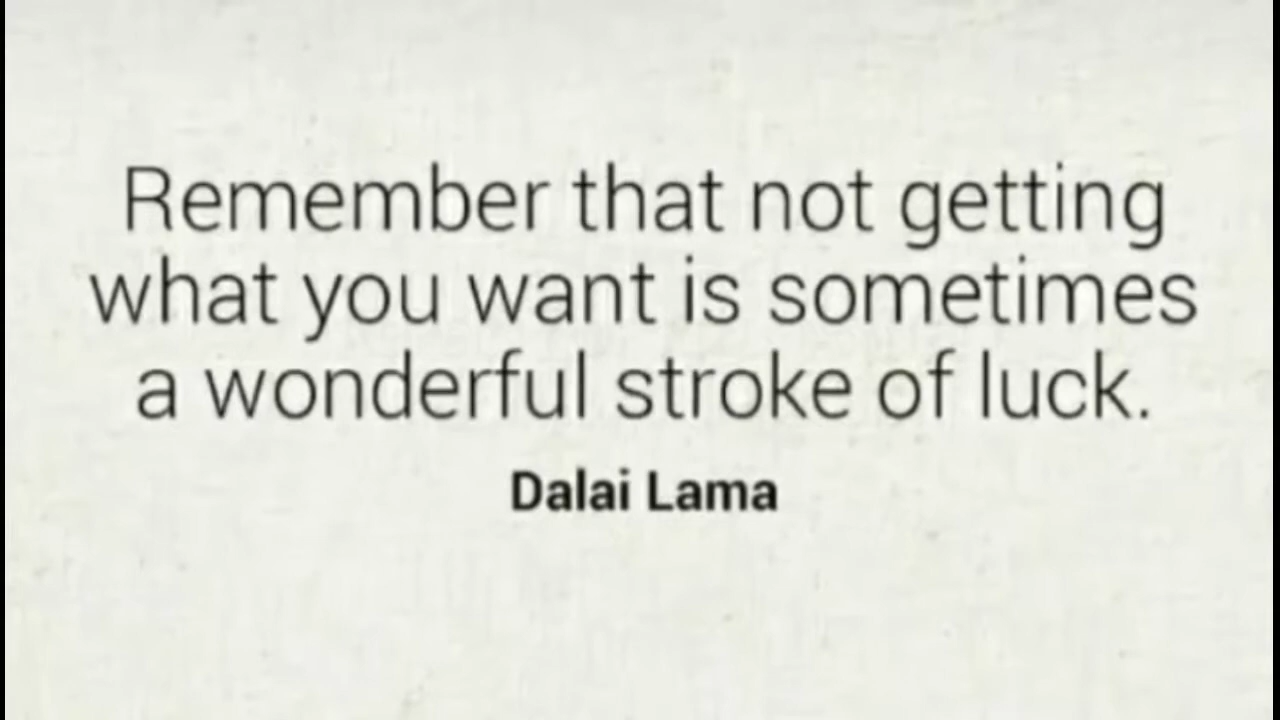 Remember that not getting
what you want is sometimes
a wonderful stroke of luck.
Dalai Lama